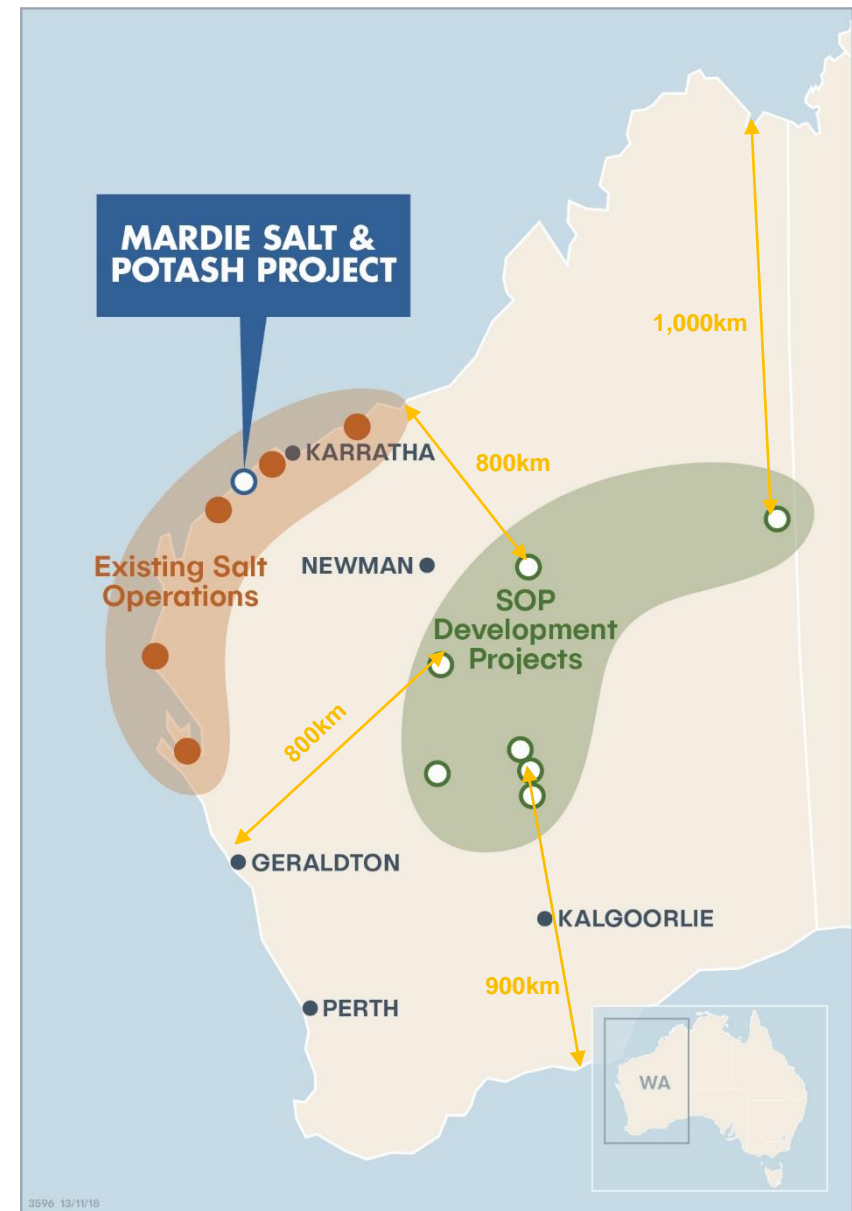 MARDIE SALT &
POTASH PROJECT
1,000km
KARRATHA
800km
Existing Salt
Operations
NEWMAN
SOP
Development
Projects
800km
GERALDTON
KALGOORLIE
900km
PERTH
WA
3596 13/11/18